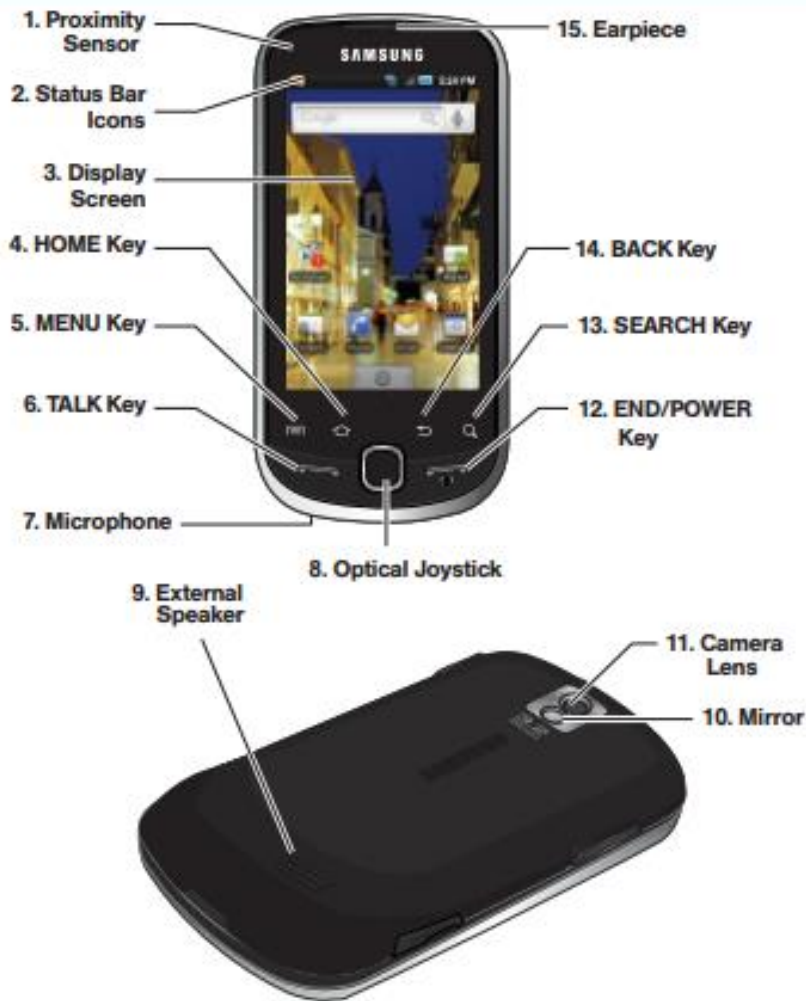 1. Proximity
Sensor
15. Earpiece
SAMSUNG
2. Status Bar
Icons
3. Display
Screen
4. HOME Key
14. BACK Key
5. MENU Key
13. SEARCH Key
6. TALK Key
12. END/POWER
Key
7. Microphone
8. Optical Joystick
9. External
Speaker
11. Camera
Lens
10. Mirror
SAMSUNG